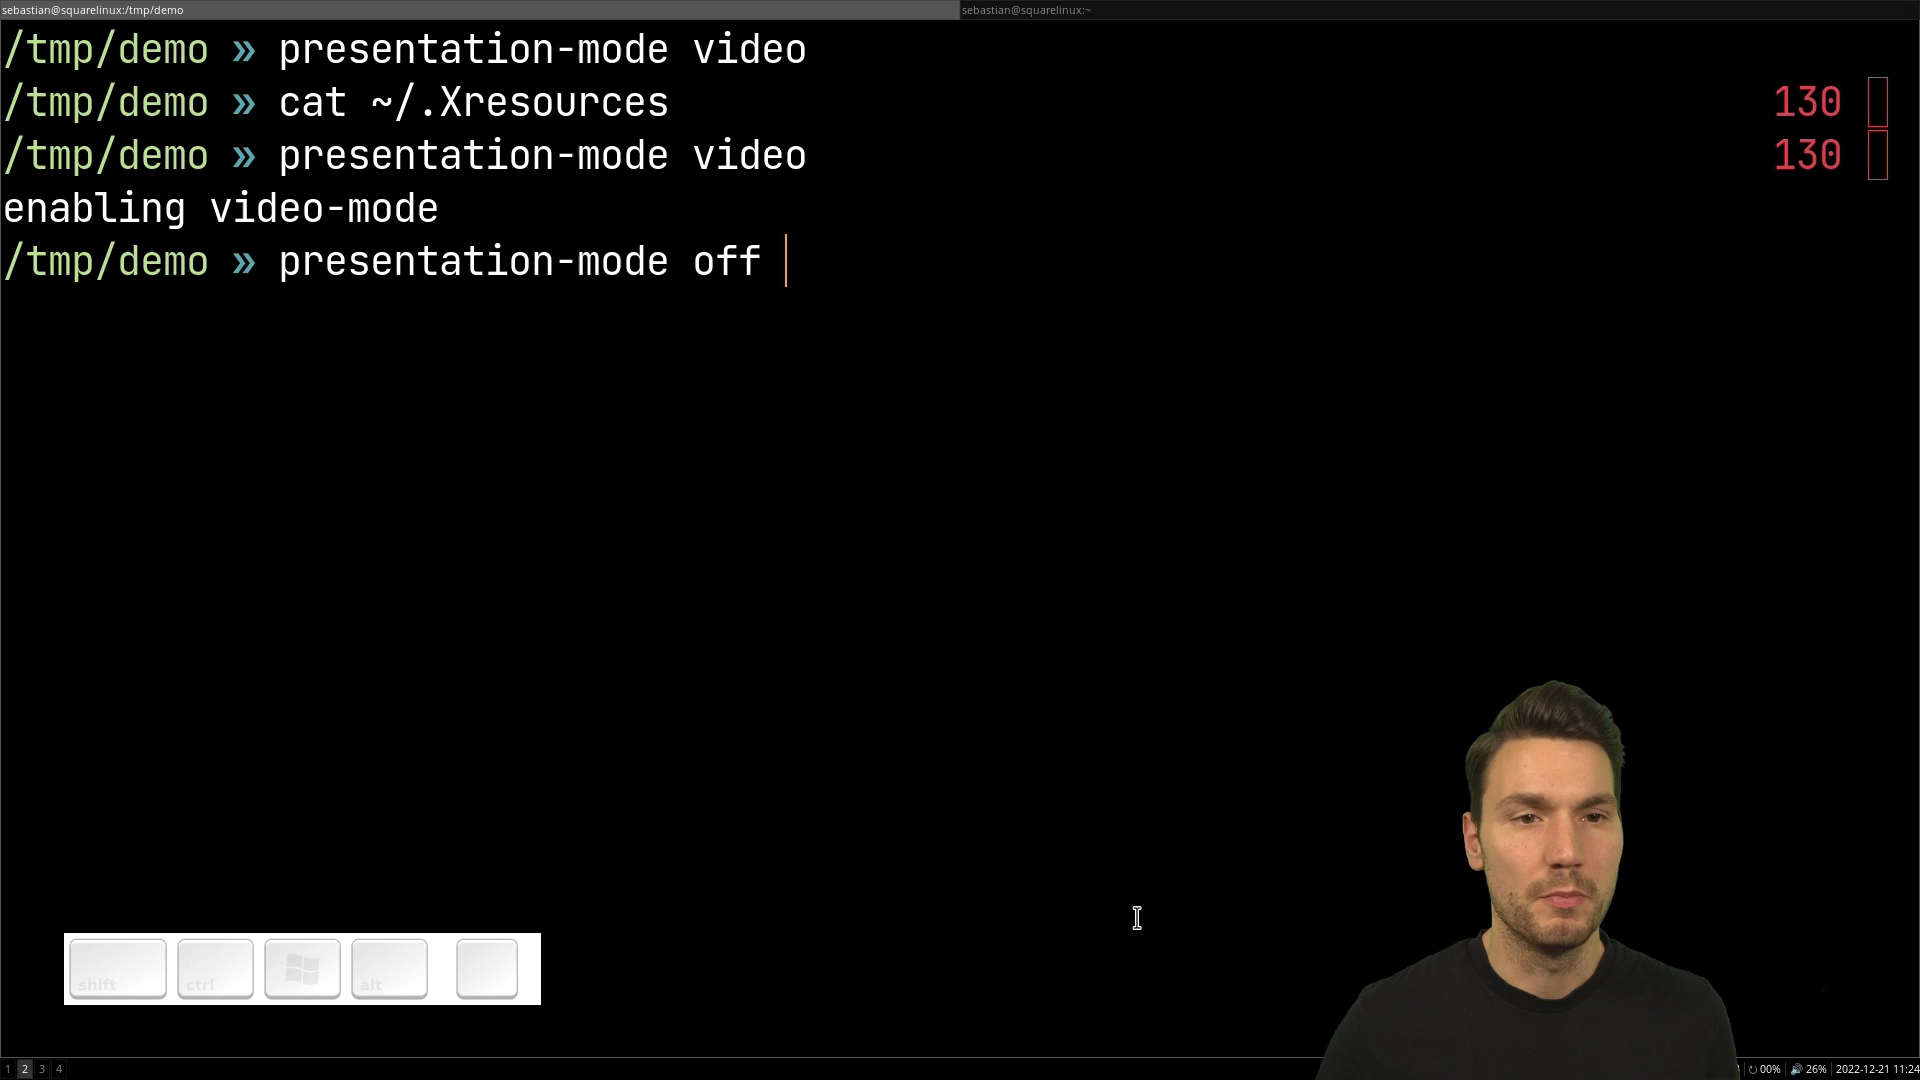 sebastian@squarelinux:/tmp/demo
sebastian@squarelinux:~
/tmp/demo » presentation-mode video
/tmp/demo » cat ~/.Xresources 130
/tmp/demo » presentation-mode video 130
enabling video-mode
/tmp/demo » presentation-mode off
shift ctrl alt
1 2 3 4
00% 26% 2022-12-21 11:24